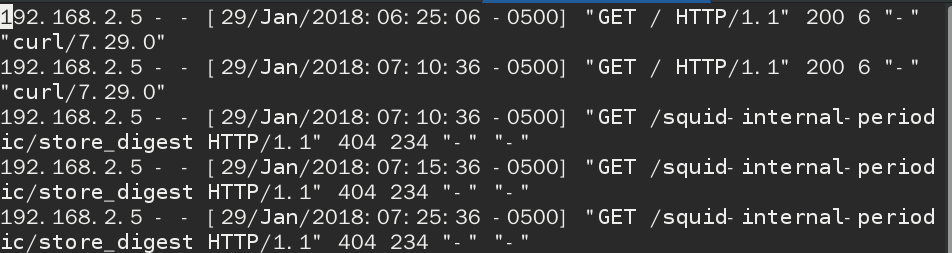 192.168.2.5 - - [29/Jan/2018:06:25:06 -0500] "GET / HTTP/1.1" 200 6 "-"
"curl/7.29.0"
192.168.2.5 - - [29/Jan/2018:07:10:36 -0500] "GET / HTTP/1.1" 200 6 "-"
"curl/7.29.0"
192.168.2.5 - - [29/Jan/2018:07:10:36 -0500] "GET /squid-internal-period
ic/store_digest HTTP/1.1" 404 234 "-" "-"
192.168.2.5 - - [29/Jan/2018:07:15:36 -0500] "GET /squid-internal-period
ic/store_digest HTTP/1.1" 404 234 "-" "-"
192.168.2.5 - - [29/Jan/2018:07:25:36 -0500] "GET /squid-internal-period
ic/store_digest HTTP/1.1" 404 234 "-" "-"